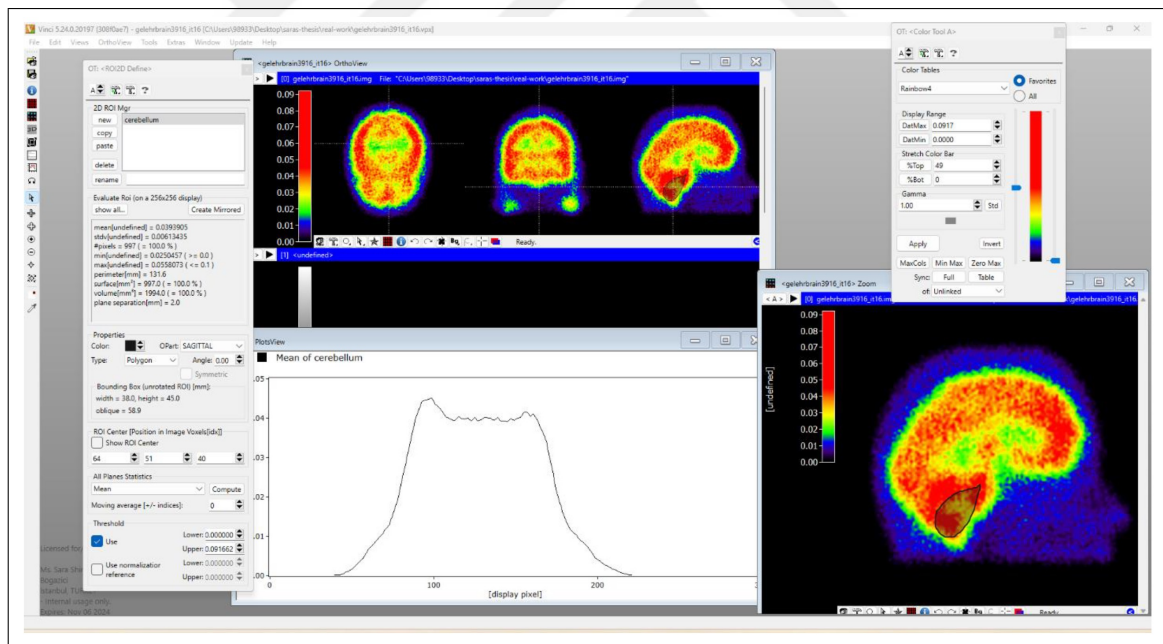 Vinci 5.24.0.20197 (300f0ae7) - gelehrbrain3916_it16 [C:\Users\98933\Desktop\saras-thesis\real-work\gelehrbrain3916_it16.vpx]
File Edit Views OrthoView Tools Extras Window Update Help
OT: <ROI2D Define>
A
?
2D ROI Mgr
new
cerebellum
copy
paste
delete
rename
Evaluate Roi (on a 256x256 display)
show all...
Create Mirrored
mean[undefined] = 0.0393905
stdv[undefined] = 0.00613435
#pixels = 997 ( = 100.0 % )
min[undefined] = 0.0250457 ( >= 0.0 )
max[undefined] = 0.0558073 ( <= 0.1 )
perimeter[mm] = 131.6
surface[mm²] = 997.0 ( = 100.0 % )
volume[mm³] = 1994.0 ( = 100.0 % )
plane separation[mm] = 2.0
Properties
Color:
OPart: SAGITTAL
Type: Polygon
Angle: 0.00
Symmetric
Bounding Box (unrotated ROI) [mm]:
width = 38.0, height = 45.0
oblique = 58.9
ROI Center [Position in Image Voxels[idx]]
Show ROI Center
64 51 40
All Planes Statistics
Mean
Compute
Moving average [+/- indices]: 0
Threshold
Use
Lower: 0.000000
Upper: 0.091662
Use normalization reference
Lower: 0.000000
Upper: 0.000000
Licensed for
Ms. Sara
Bogazici
Istanbul,
- Internal usage only.
Expires: Nov 06 2024
<gelehrbrain3916_it16> OrthoView
[0] gelehrbrain3916_it16.img File: "C:\Users\98933\Desktop\saras-thesis\real-work\gelehrbrain3916_it16.img"
0.09
0.08
0.07
0.06
0.05
0.04
0.03
0.02
0.01
0.00
Ready.
[1] <undefined>
PlotsView
Mean of cerebellum
.05
.04
.03
.02
.01
.00
0
100
200
[display pixel]
OT: <Color Tool A>
A
?
Color Tables
Rainbow4
Favorites
All
Display Range
DatMax 0.0917
DatMin 0.0000
Stretch Color Bar
%Top 49
%Bot 0
Gamma
1.00
Std
Apply
Invert
MaxCols
Min Max
Zero Max
Sync:
Full
Table
of: Unlinked
<gelehrbrain3916_it16> Zoom
< A >
[0] gelehrbrain3916_it16.im
gelehrbrain3916_it16.
0.09
0.08
0.07
0.06
0.05
0.04
0.03
0.02
0.01
0.00
[undefined]
Ready